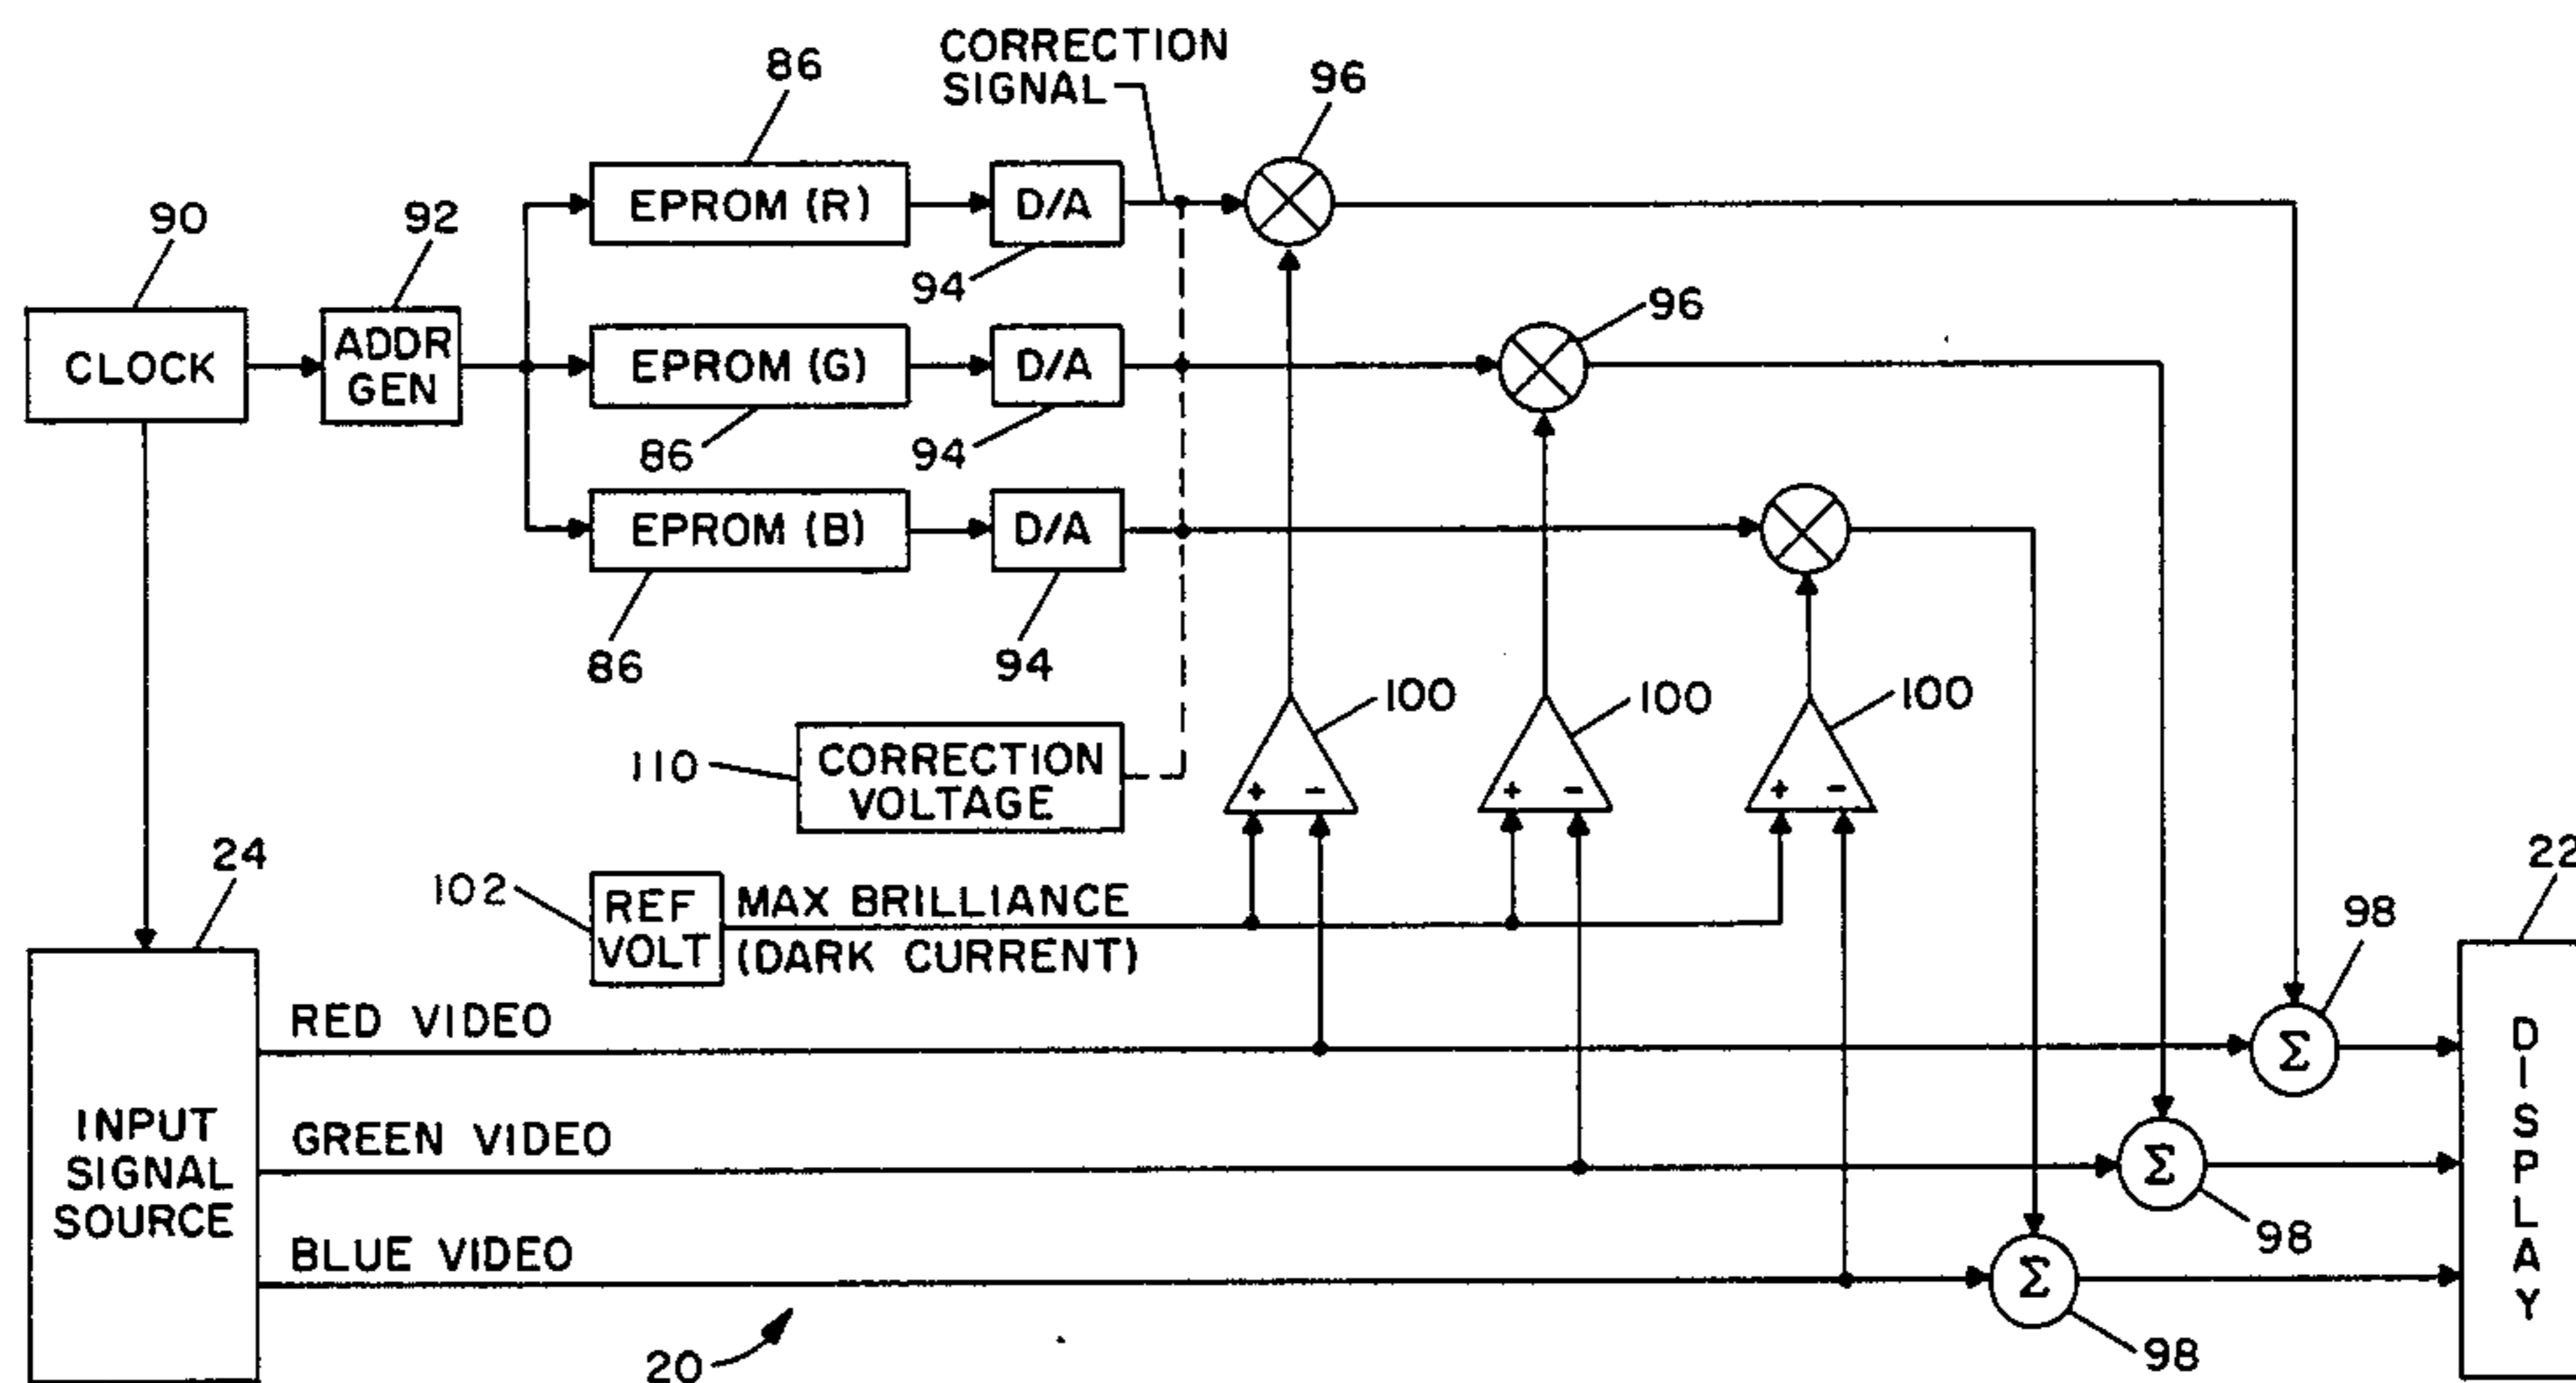 CORRECTION
SIGNAL
86
96
90
92
EPROM (R)
D/A
94
96
CLOCK
ADDR
GEN
EPROM (G)
D/A
86
94
EPROM (B)
D/A
86
94
100
100
100
110
CORRECTION
VOLTAGE
+ -
+ -
+ -
24
22
102
REF
VOLT
MAX BRILLIANCE
(DARK CURRENT)
98
RED VIDEO
Σ
INPUT
SIGNAL
SOURCE
GREEN VIDEO
Σ
98
BLUE VIDEO
Σ
98
DISPLAY
20